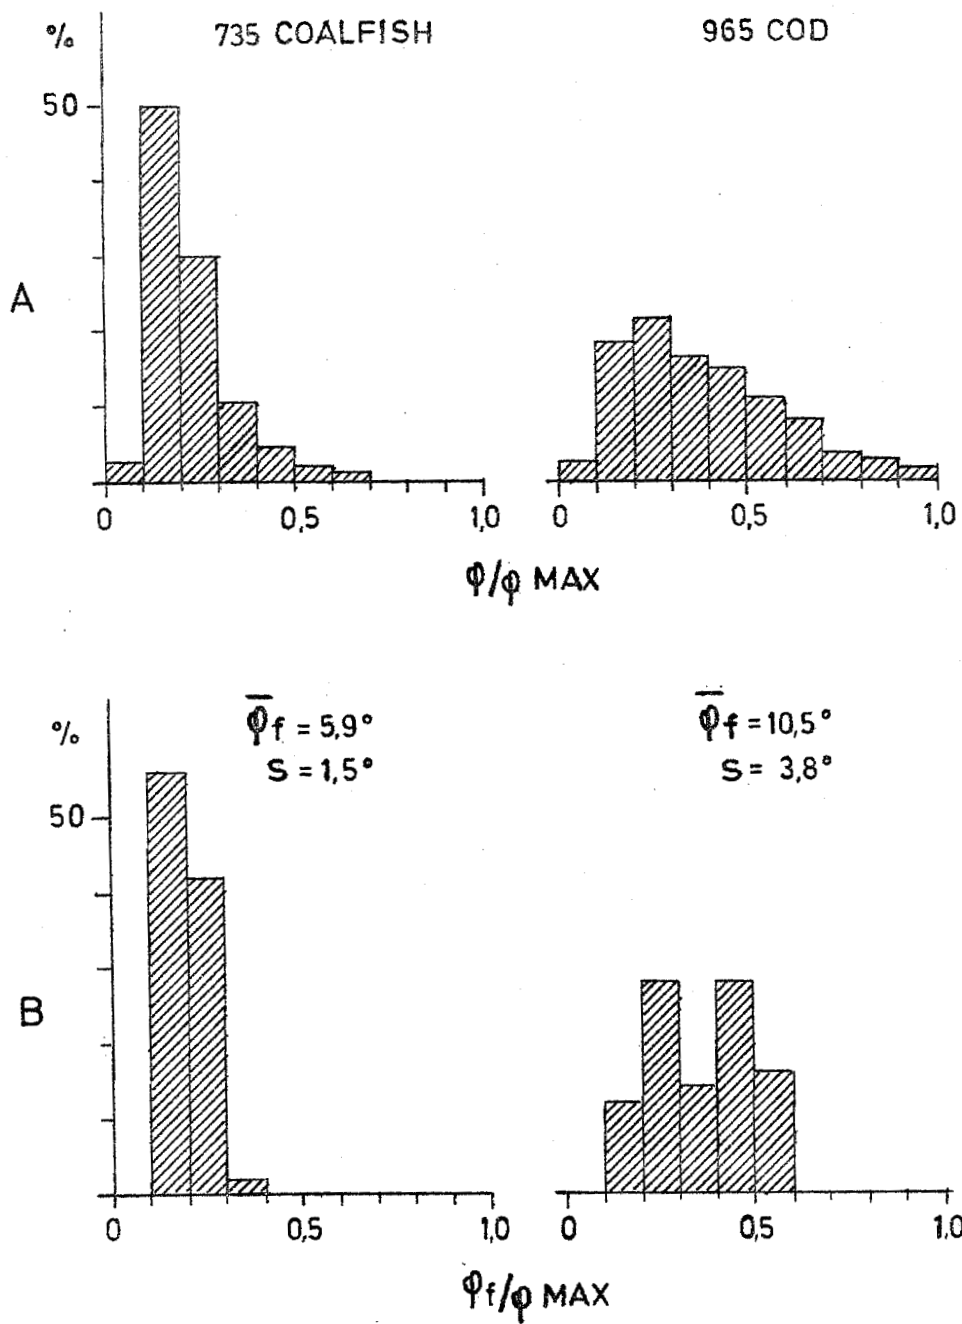 % 735 COALFISH 965 COD
50
A
0 0,5 1,0 0 0,5 1,0
φ/φ MAX
φ̅f = 5,9° φ̅f = 10,5°
% S = 1,5° S = 3,8°
50
B
0 0,5 1,0 0 0,5 1,0
φf/φ MAX